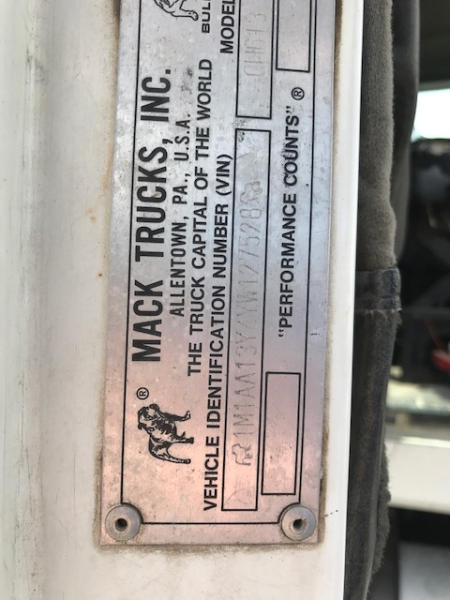 MACK TRUCKS, INC.
ALLENTOWN, PA., U.S.A.
THE TRUCK CAPITAL OF THE WORLD
VEHICLE IDENTIFICATION NUMBER (VIN)
MODEL
"PERFORMANCE COUNTS"®